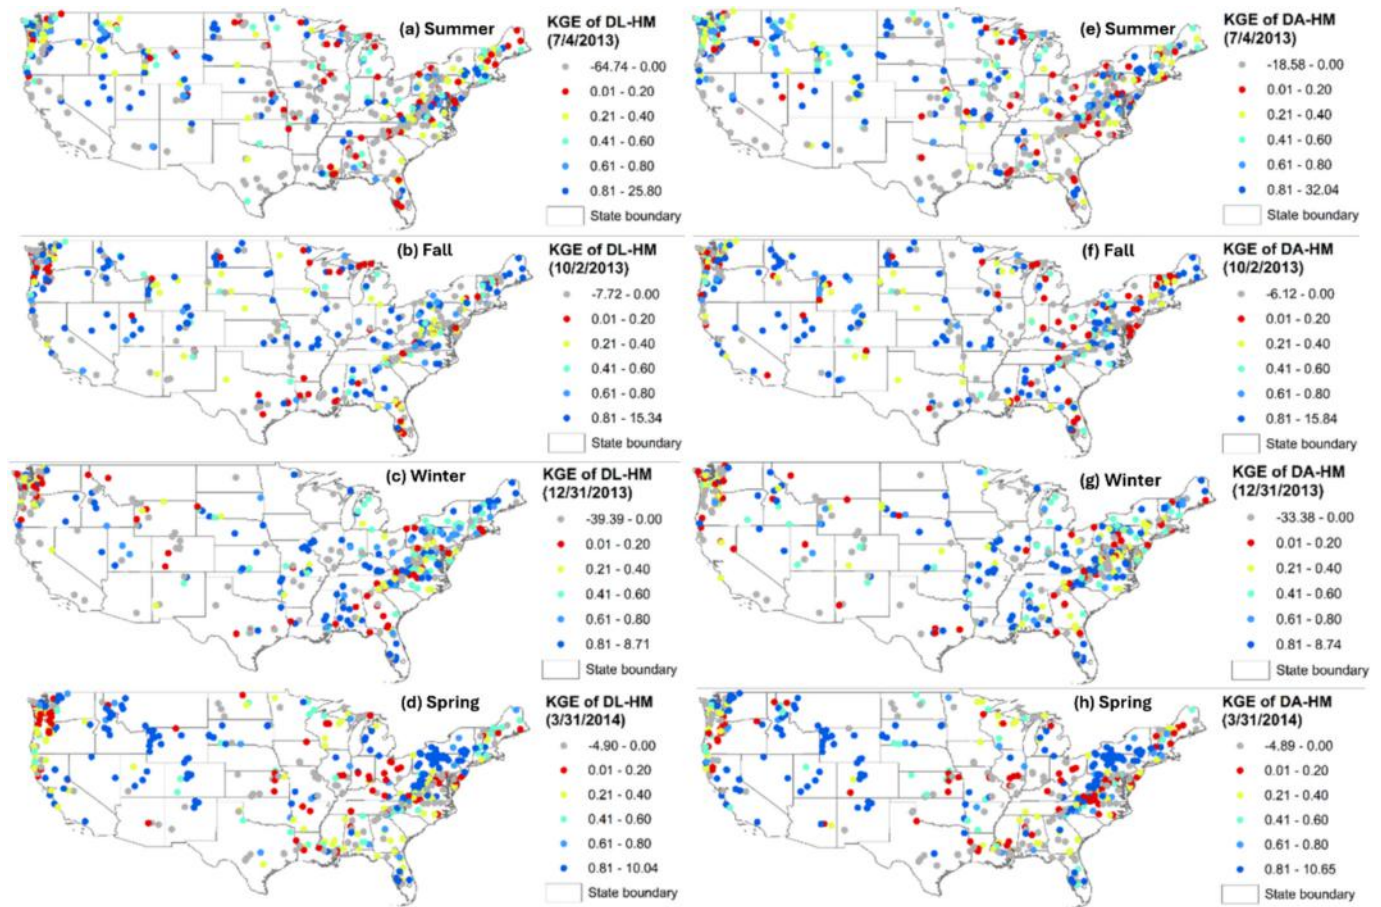 (a) Summer
KGE of DL-HM
(7/4/2013)
-64.74 - 0.00
0.01 - 0.20
0.21 - 0.40
0.41 - 0.60
0.61 - 0.80
0.81 - 25.80
State boundary
(e) Summer
KGE of DA-HM
(7/4/2013)
-18.58 - 0.00
0.01 - 0.20
0.21 - 0.40
0.41 - 0.60
0.61 - 0.80
0.81 - 32.04
State boundary
(b) Fall
KGE of DL-HM
(10/2/2013)
-7.72 - 0.00
0.01 - 0.20
0.21 - 0.40
0.41 - 0.60
0.61 - 0.80
0.81 - 15.34
State boundary
(f) Fall
KGE of DA-HM
(10/2/2013)
-6.12 - 0.00
0.01 - 0.20
0.21 - 0.40
0.41 - 0.60
0.61 - 0.80
0.81 - 15.84
State boundary
(c) Winter
KGE of DL-HM
(12/31/2013)
-39.39 - 0.00
0.01 - 0.20
0.21 - 0.40
0.41 - 0.60
0.61 - 0.80
0.81 - 8.71
State boundary
(g) Winter
KGE of DA-HM
(12/31/2013)
-33.38 - 0.00
0.01 - 0.20
0.21 - 0.40
0.41 - 0.60
0.61 - 0.80
0.81 - 8.74
State boundary
(d) Spring
KGE of DL-HM
(3/31/2014)
-4.90 - 0.00
0.01 - 0.20
0.21 - 0.40
0.41 - 0.60
0.61 - 0.80
0.81 - 10.04
State boundary
(h) Spring
KGE of DA-HM
(3/31/2014)
-4.89 - 0.00
0.01 - 0.20
0.21 - 0.40
0.41 - 0.60
0.61 - 0.80
0.81 - 10.65
State boundary